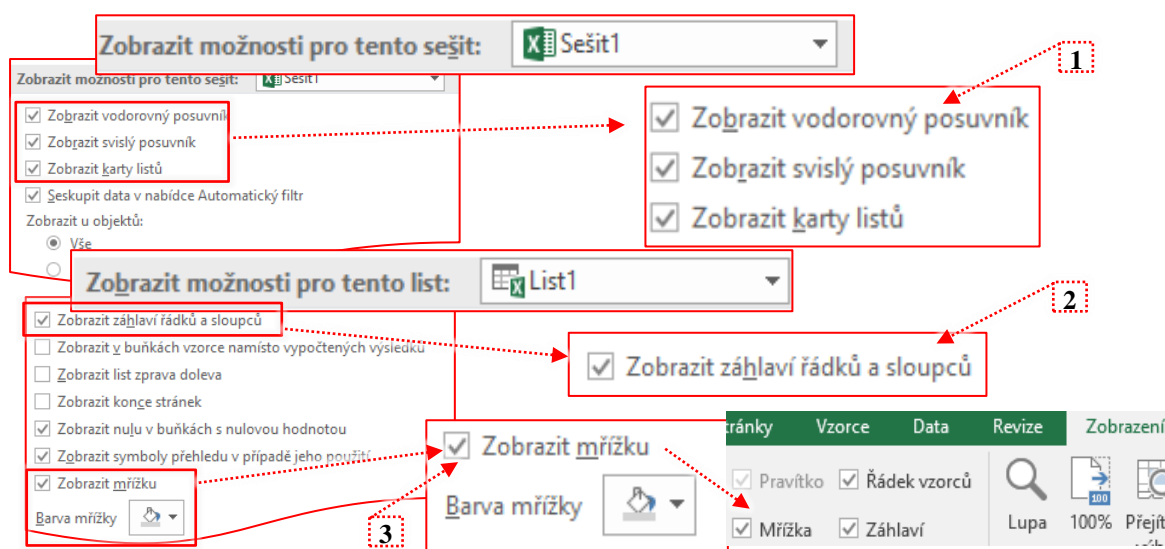 Zobrazit možnosti pro tento sešit: Sešit1
1
Zobrazit možnosti pro tento sešit: Sešit1
Zobrazit vodorovný posuvník
Zobrazit svislý posuvník
Zobrazit karty listů
Seskupit data v nabídce Automatický filtr
Zobrazit u objektů:
Vše
Zobrazit vodorovný posuvník
Zobrazit svislý posuvník
Zobrazit karty listů
Zobrazit možnosti pro tento list: List1
2
Zobrazit záhlaví řádků a sloupců
Zobrazit v buňkách vzorce namísto vypočtených výsledků
Zobrazit list zprava doleva
Zobrazit konce stránek
Zobrazit nulu v buňkách s nulovou hodnotou
Zobrazit symboly přehledu v případě jeho použití
Zobrazit mřížku
Barva mřížky
Zobrazit záhlaví řádků a sloupců
Zobrazit mřížku
Barva mřížky
3
tránky Vzorce Data Revize Zobrazení
Pravítko Řádek vzorců
Mřížka Záhlaví
Lupa 100% Přejít
100